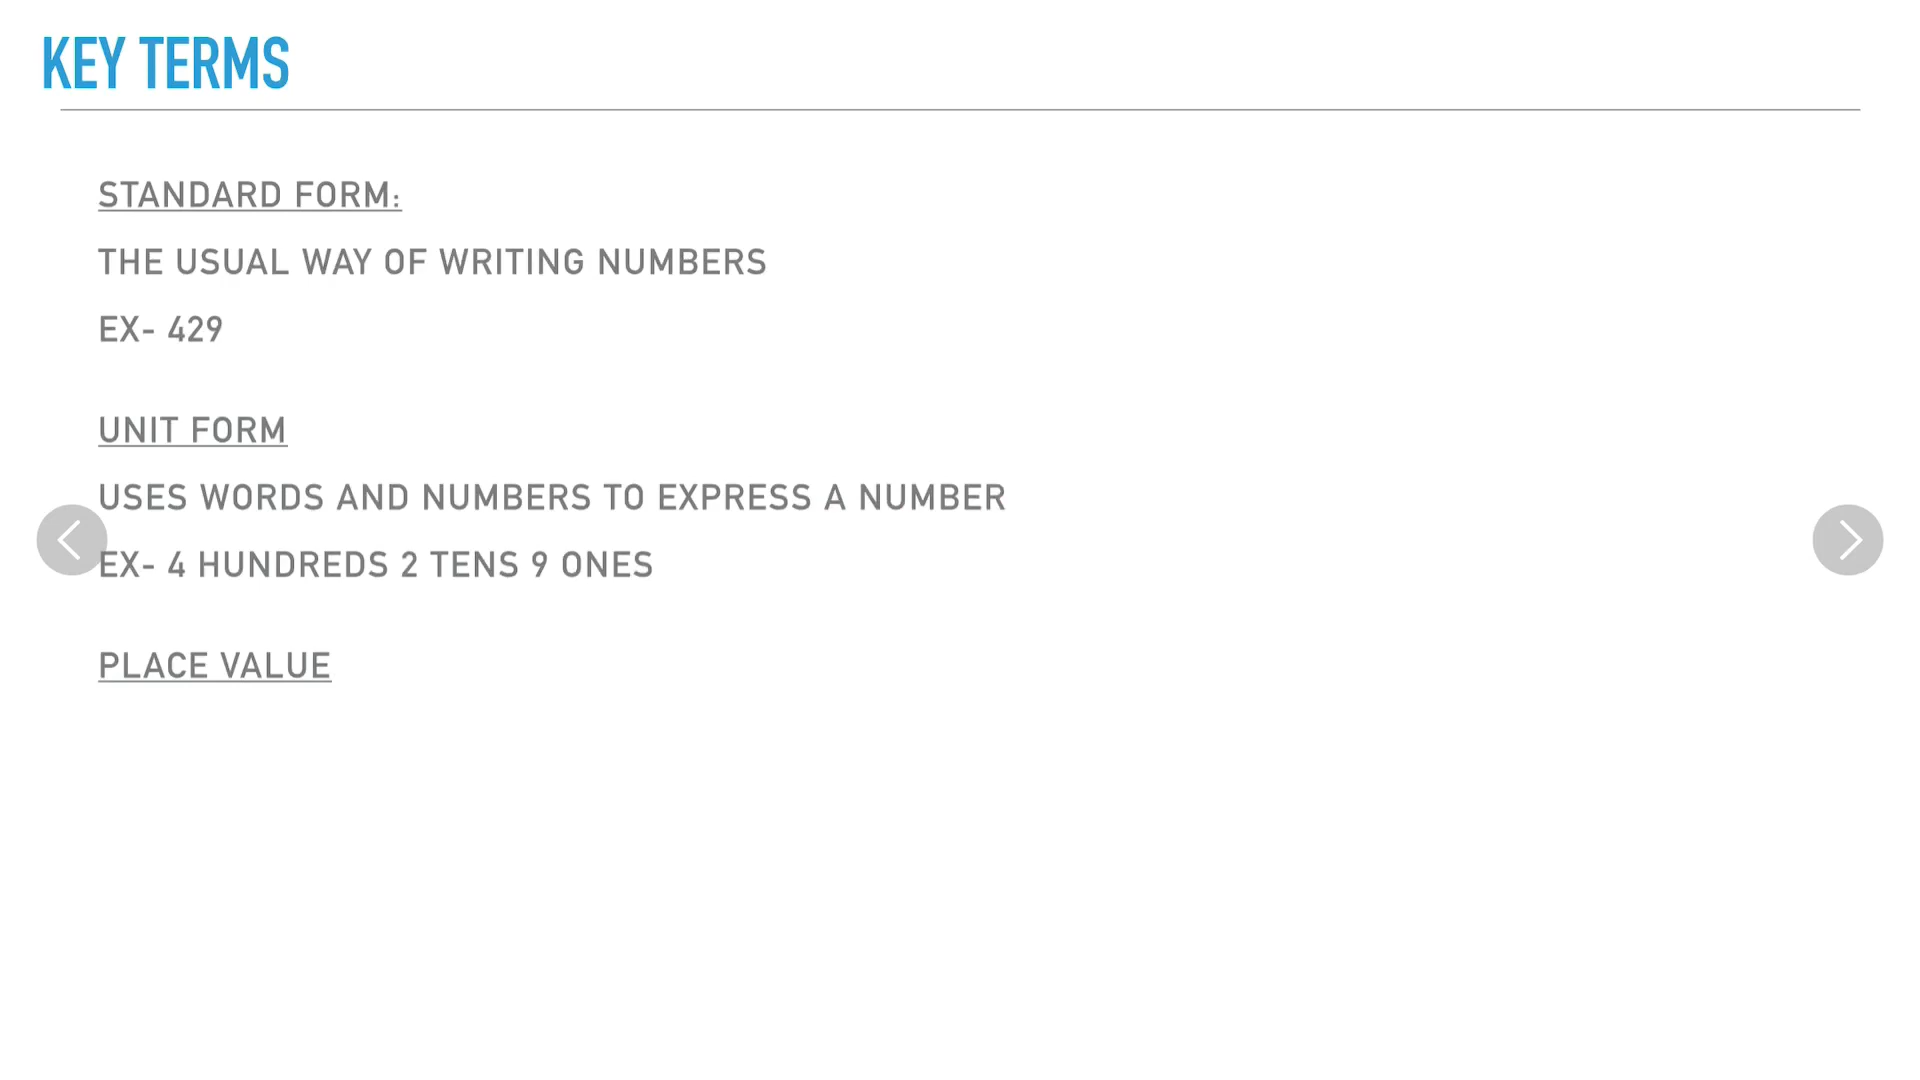 KEY TERMS
STANDARD FORM:
THE USUAL WAY OF WRITING NUMBERS
EX- 429
UNIT FORM
USES WORDS AND NUMBERS TO EXPRESS A NUMBER
EX- 4 HUNDREDS 2 TENS 9 ONES
PLACE VALUE